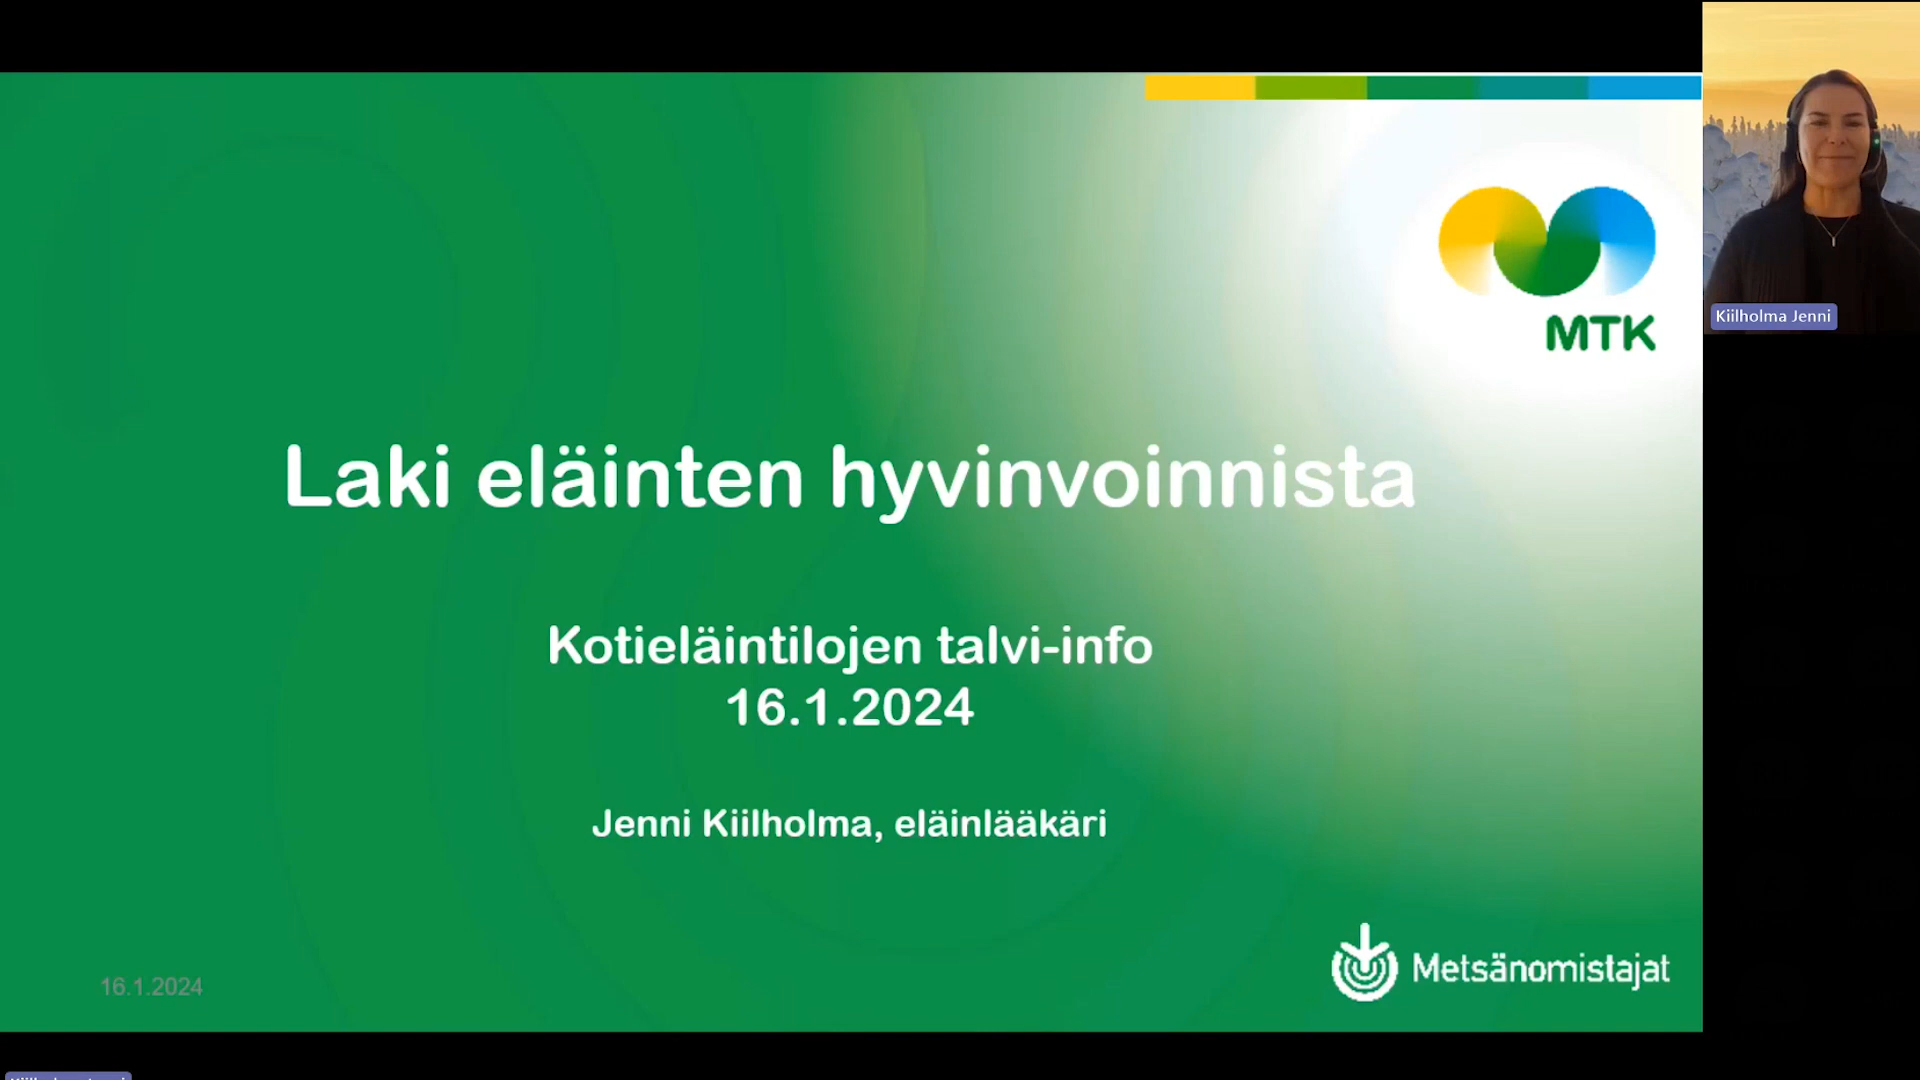 MTK
Kiilholma Jenni
Laki eläinten hyvinvoinnista
Kotieläintilojen talvi-info
16.1.2024
Jenni Kiilholma, eläinlääkäri
16.1.2024
Metsänomistajat